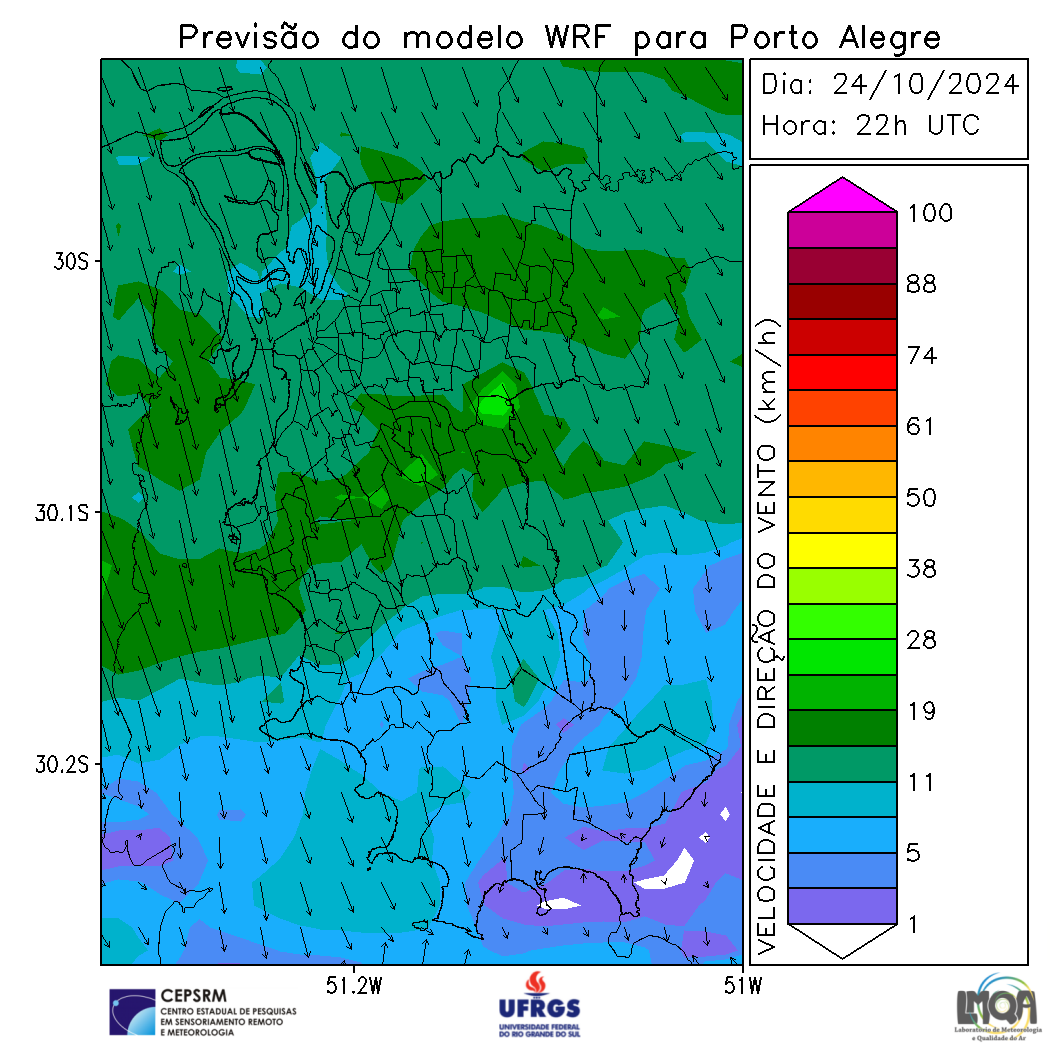 Previsão do modelo WRF para Porto Alegre
Dia: 24/10/2024
Hora: 22h UTC
VELOCIDADE E DIREÇÃO DO VENTO (km/h)
100
88
74
61
50
38
28
19
11
5
1
30S
30.1S
30.2S
51.2W
51W
CEPSRM
CENTRO ESTADUAL DE PESQUISAS
EM SENSORIAMENTO REMOTO
E METEOROLOGIA
UFRGS
UNIVERSIDADE FEDERAL
DO RIO GRANDE DO SUL
LMQA
Laboratório de Meteorologia
e Qualidade do Ar